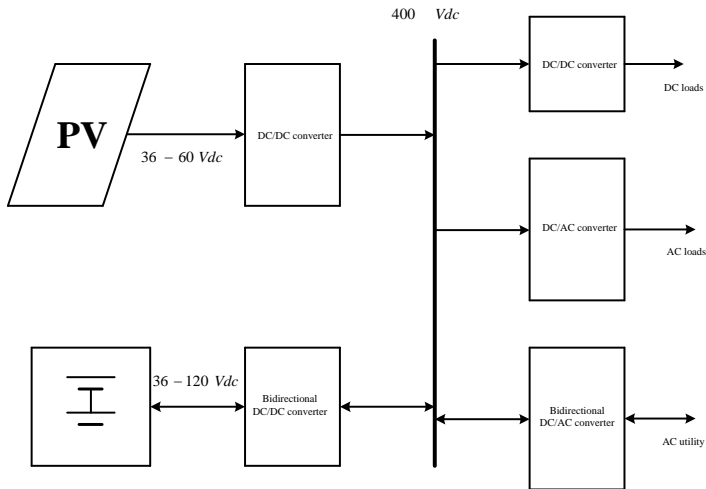 400 Vdc
PV
36 – 60 Vdc
DC/DC converter
DC/DC converter
DC loads
DC/AC converter
AC loads
36 – 120 Vdc
Bidirectional
DC/DC converter
Bidirectional
DC/AC converter
AC utility